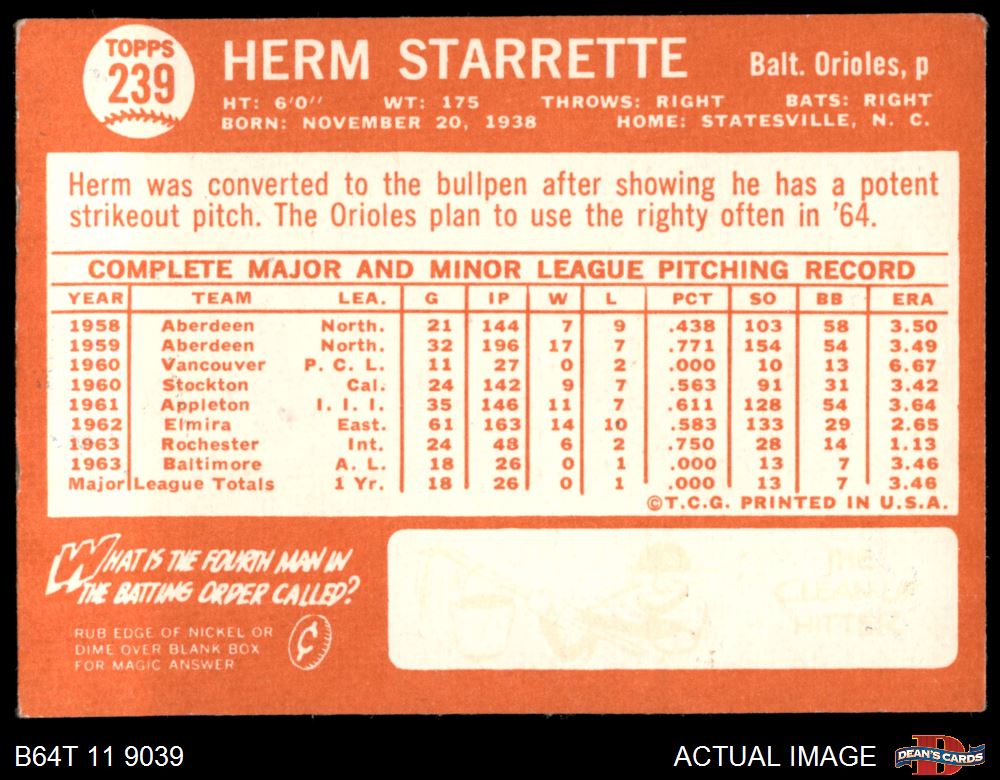 TOPPS
239
HERM STARRETTE
Balt. Orioles, p
HT: 6'0" WT: 175 THROWS: RIGHT BATS: RIGHT
BORN: NOVEMBER 20, 1938 HOME: STATESVILLE, N. C.
Herm was converted to the bullpen after showing he has a potent
strikeout pitch. The Orioles plan to use the righty often in '64.
COMPLETE MAJOR AND MINOR LEAGUE PITCHING RECORD
YEAR TEAM LEA. G IP W L PCT SO BB ERA
1958 Aberdeen North. 21 144 7 9 .438 103 58 3.50
1959 Aberdeen North. 32 196 17 7 .771 154 54 3.49
1960 Vancouver P. C. L. 11 27 0 2 .000 10 13 6.67
1960 Stockton Cal. 24 142 9 7 .563 91 31 3.42
1961 Appleton I. I. I. 35 146 11 7 .611 128 54 3.64
1962 Elmira East. 61 163 14 10 .583 133 29 2.65
1963 Rochester Int. 24 48 6 2 .750 28 14 1.13
1963 Baltimore A. L. 18 26 0 1 .000 13 7 3.46
Major League Totals 1 Yr. 18 26 0 1 .000 13 7 3.46
©T.C.G. PRINTED IN U.S.A.
WHAT IS THE FOURTH MAN IN
THE BATTING ORDER CALLED?
RUB EDGE OF NICKEL OR
DIME OVER BLANK BOX
FOR MAGIC ANSWER
¢
THE
CLEAN-UP
HITTER
B64T 11 9039
ACTUAL IMAGE
DEAN'S CARDS